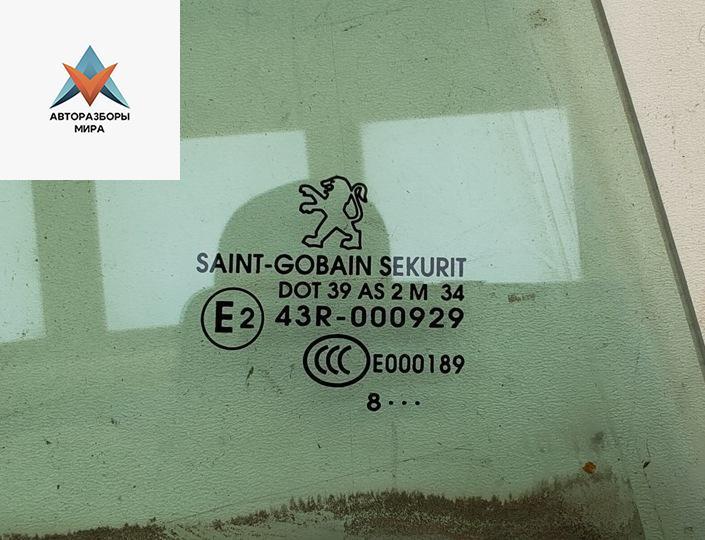 АВТОРАЗБОРЫ
МИРА
SAINT-GOBAIN SEKURIT
DOT 39 AS 2 M 34
E2 43R-000929
CCC E000189
8...